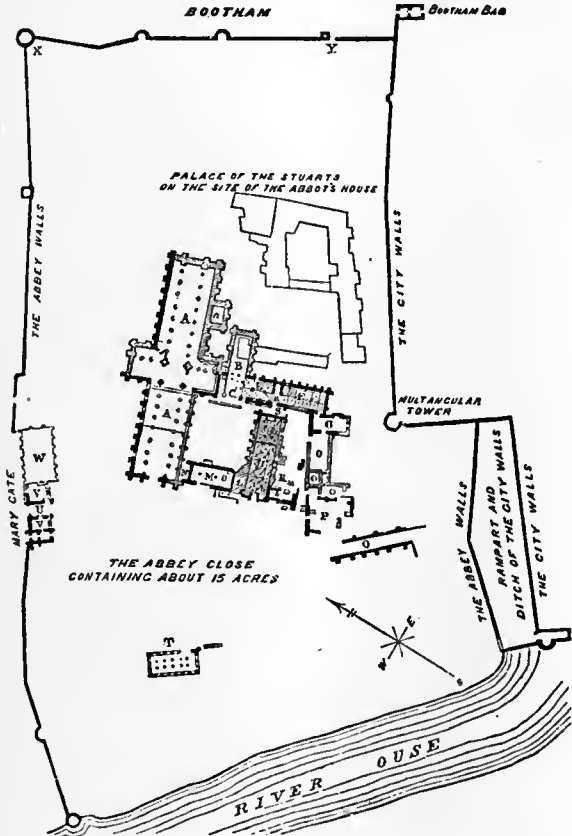 BOOTHAM
BOOTHAM BAR
X
Y
PALACE OF THE STUARTS
ON THE SITE OF THE ABBOT'S HOUSE
THE ABBEY WALLS
THE CITY WALLS
A
B
C
MULTANGULAR
TOWER
A
W
MARY GATE
V
U
V
N
M
O
O
P
O
THE ABBEY CLOSE
CONTAINING ABOUT 15 ACRES
THE ABBEY WALLS
RAMPART AND
DITCH OF THE CITY WALLS
THE CITY WALLS
T
N
E
W
S
RIVER OUSE